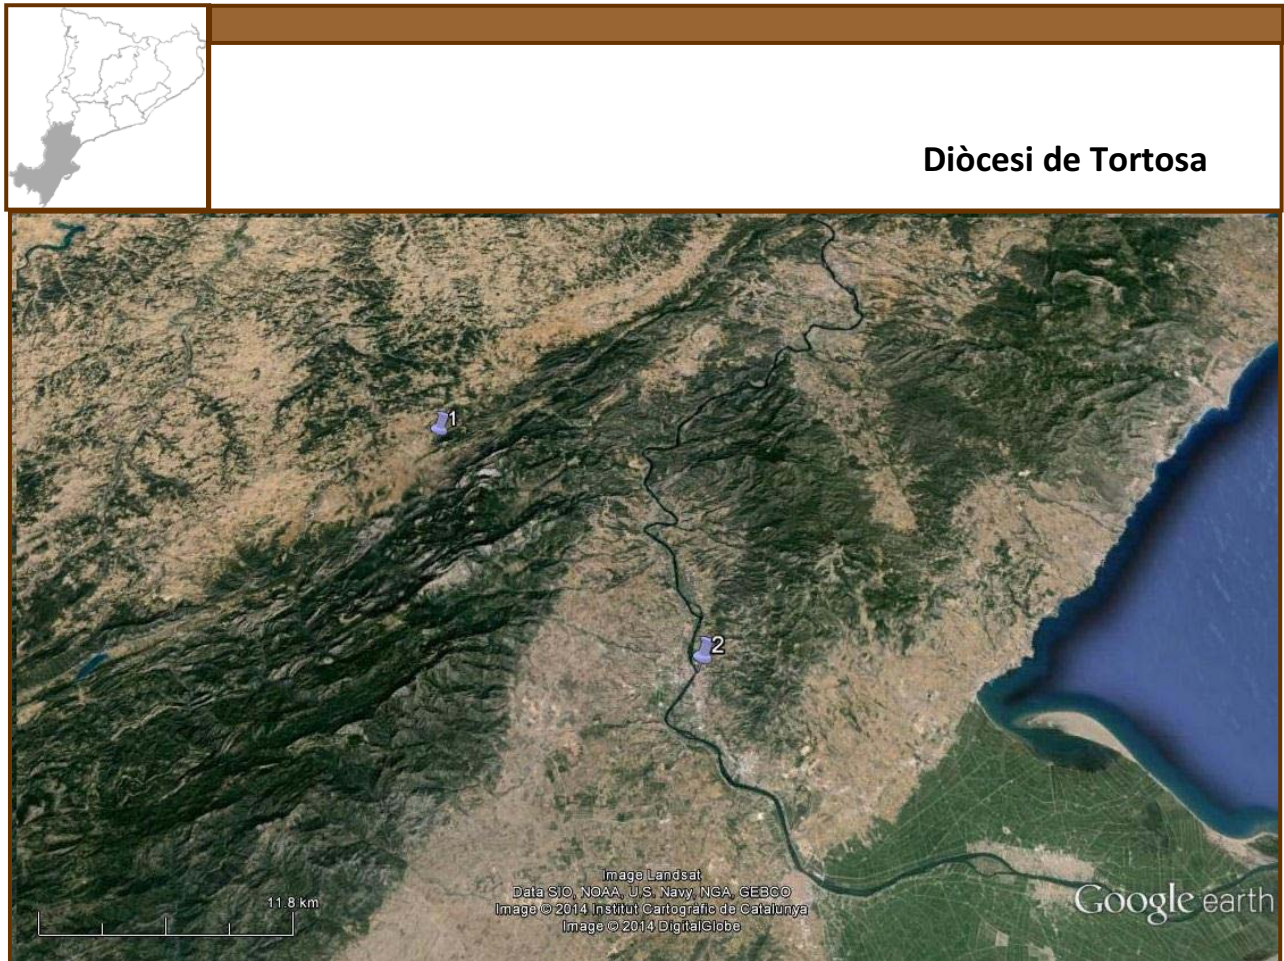 Diòcesi de Tortosa
1
2
11.8 km
Image Landsat
Data SIO, NOAA, U.S. Navy, NGA, GEBCO
Image © 2014 Institut Cartogràfic de Catalunya
Image © 2014 DigitalGlobe
Google earth